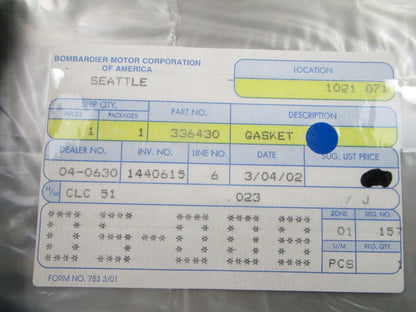 BOMBARDIER MOTOR CORPORATION
OF AMERICA
SEATTLE
LOCATION
1021 071
SHIP QTY.
PIECES PACKAGES PART NO. DESCRIPTION
1 1 336430 GASKET
DEALER NO. INV. NO. LINE NO. DATE SUG. LIST PRICE
04-0630 1440615 6 3/04/02
M/M CLC 51 .023 / J
ZONE SEQ. NO.
01 157
U/M. PKG. QTY.
PCS 1
FORM NO. 753 3/01